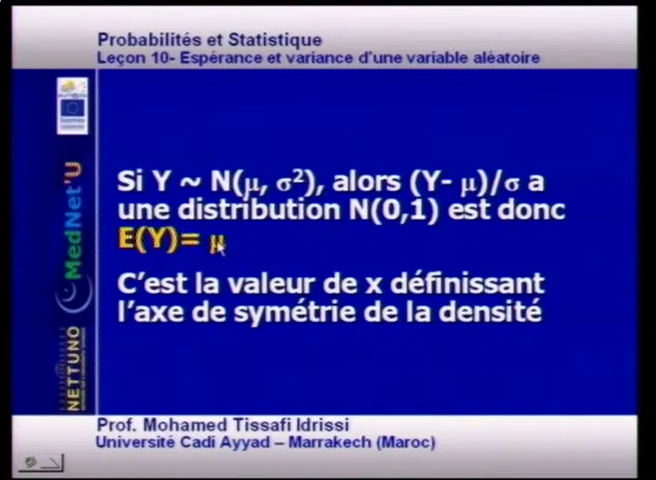 Probabilités et Statistique
Leçon 10- Espérance et variance d'une variable aléatoire
Si Y ~ N(μ, σ²), alors (Y- μ)/σ a
une distribution N(0,1) est donc
E(Y)= μ
C'est la valeur de x définissant
l'axe de symétrie de la densité
MedNet'U
NETTUNO
Prof. Mohamed Tissafi Idrissi
Université Cadi Ayyad – Marrakech (Maroc)